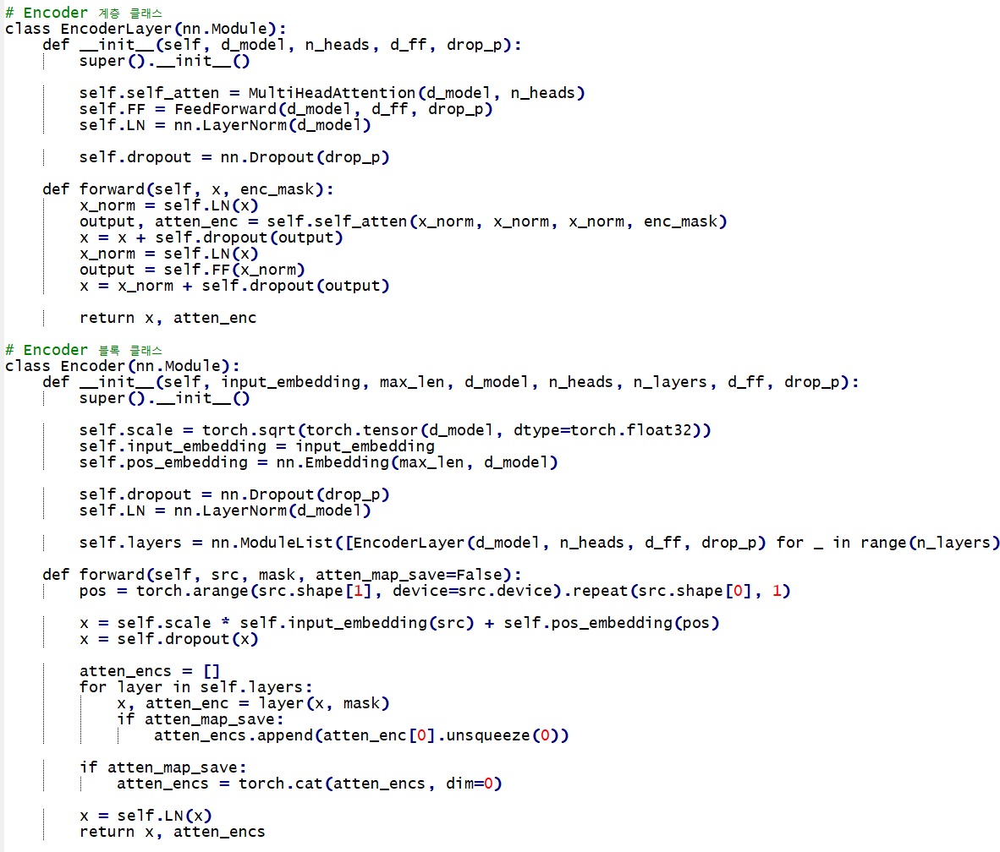 # Encoder 계층 클래스
class EncoderLayer(nn.Module):
    def __init__(self, d_model, n_heads, d_ff, drop_p):
        super().__init__()

        self.self_atten = MultiHeadAttention(d_model, n_heads)
        self.FF = FeedForward(d_model, d_ff, drop_p)
        self.LN = nn.LayerNorm(d_model)

        self.dropout = nn.Dropout(drop_p)

    def forward(self, x, enc_mask):
        x_norm = self.LN(x)
        output, atten_enc = self.self_atten(x_norm, x_norm, x_norm, enc_mask)
        x = x + self.dropout(output)
        x_norm = self.LN(x)
        output = self.FF(x_norm)
        x = x_norm + self.dropout(output)

        return x, atten_enc

# Encoder 블록 클래스
class Encoder(nn.Module):
    def __init__(self, input_embedding, max_len, d_model, n_heads, n_layers, d_ff, drop_p):
        super().__init__()

        self.scale = torch.sqrt(torch.tensor(d_model, dtype=torch.float32))
        self.input_embedding = input_embedding
        self.pos_embedding = nn.Embedding(max_len, d_model)

        self.dropout = nn.Dropout(drop_p)
        self.LN = nn.LayerNorm(d_model)

        self.layers = nn.ModuleList([EncoderLayer(d_model, n_heads, d_ff, drop_p) for _ in range(n_layers)

    def forward(self, src, mask, atten_map_save=False):
        pos = torch.arange(src.shape[1], device=src.device).repeat(src.shape[0], 1)

        x = self.scale * self.input_embedding(src) + self.pos_embedding(pos)
        x = self.dropout(x)

        atten_encs = []
        for layer in self.layers:
            x, atten_enc = layer(x, mask)
            if atten_map_save:
                atten_encs.append(atten_enc[0].unsqueeze(0))

        if atten_map_save:
            atten_encs = torch.cat(atten_encs, dim=0)

        x = self.LN(x)
        return x, atten_encs